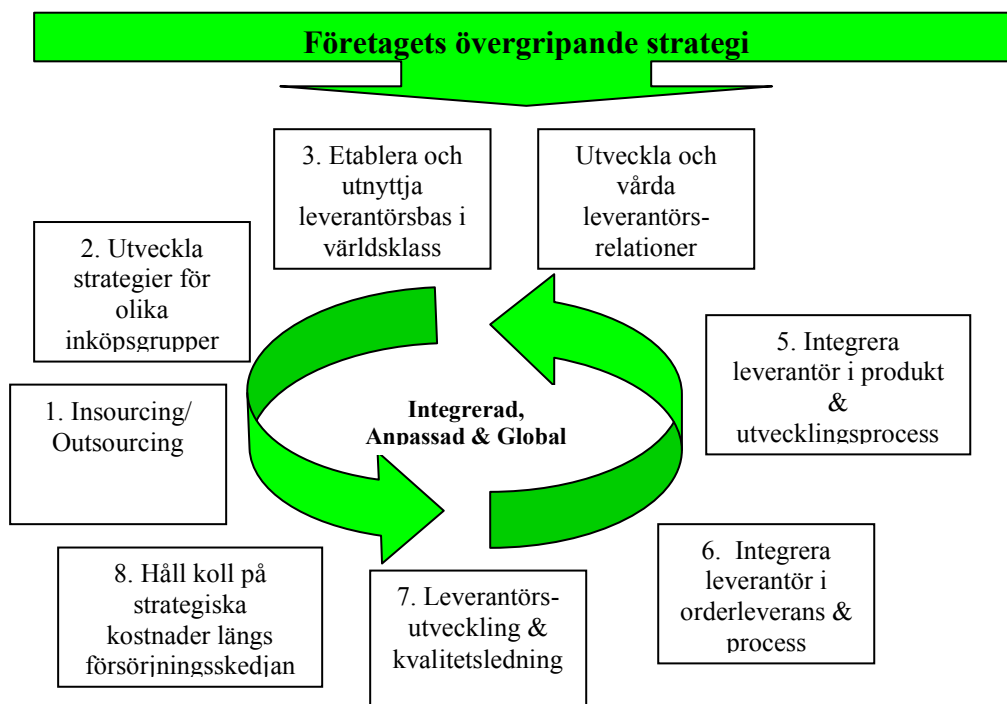 Företagets övergripande strategi
3. Etablera och
utnyttja
leverantörsbas i
världsklass
Utveckla och
vårda
leverantörs-
relationer
2. Utveckla
strategier för
olika
inköpsgrupper
5. Integrera
leverantör i produkt
&
utvecklingsprocess
1. Insourcing/
Outsourcing
Integrerad,
Anpassad & Global
6. Integrera
leverantör i
orderleverans &
process
8. Håll koll på
strategiska
kostnader längs
försörjningsskedjan
7. Leverantörs-
utveckling &
kvalitetsledning